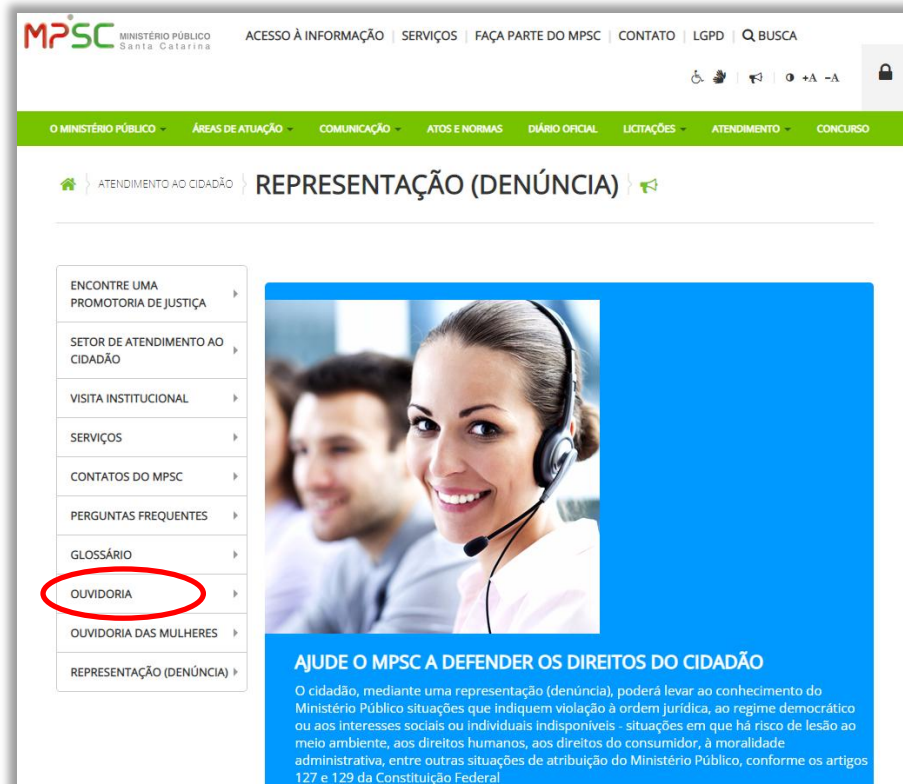 MPSC MINISTÉRIO PÚBLICO
Santa Catarina
ACESSO À INFORMAÇÃO | SERVIÇOS | FAÇA PARTE DO MPSC | CONTATO | LGPD | BUSCA
+A -A
O MINISTÉRIO PÚBLICO ÁREAS DE ATUAÇÃO COMUNICAÇÃO ATOS E NORMAS DIÁRIO OFICIAL LICITAÇÕES ATENDIMENTO CONCURSO
ATENDIMENTO AO CIDADÃO REPRESENTAÇÃO (DENÚNCIA)
ENCONTRE UMA
PROMOTORIA DE JUSTIÇA
SETOR DE ATENDIMENTO AO
CIDADÃO
VISITA INSTITUCIONAL
SERVIÇOS
CONTATOS DO MPSC
PERGUNTAS FREQUENTES
GLOSSÁRIO
OUVIDORIA
OUVIDORIA DAS MULHERES
REPRESENTAÇÃO (DENÚNCIA)
AJUDE O MPSC A DEFENDER OS DIREITOS DO CIDADÃO
O cidadão, mediante uma representação (denúncia), poderá levar ao conhecimento do
Ministério Público situações que indiquem violação à ordem jurídica, ao regime democrático
ou aos interesses sociais ou individuais indisponíveis - situações em que há risco de lesão ao
meio ambiente, aos direitos humanos, aos direitos do consumidor, à moralidade
administrativa, entre outras situações de atribuição do Ministério Público, conforme os artigos
127 e 129 da Constituição Federal